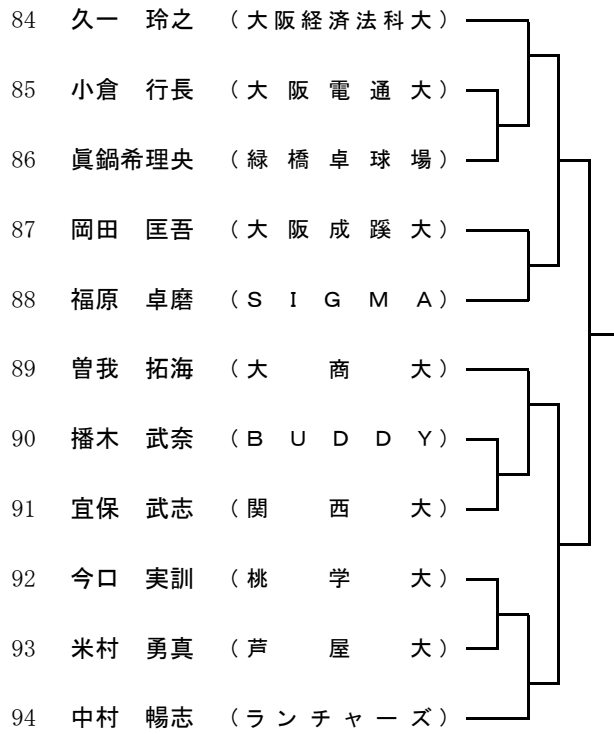 84 久一 玲之 (大阪経済法科大)
85 小倉 行長 (大阪電通大)
86 眞鍋希理央 (緑橋卓球場)
87 岡田 匡吾 (大阪成蹊大)
88 福原 卓磨 (SIGMA)
89 曽我 拓海 (大商大)
90 播木 武奈 (BUDDY)
91 宜保 武志 (関西大)
92 今口 実訓 (桃学大)
93 米村 勇真 (芦屋大)
94 中村 暢志 (ランチャーズ)